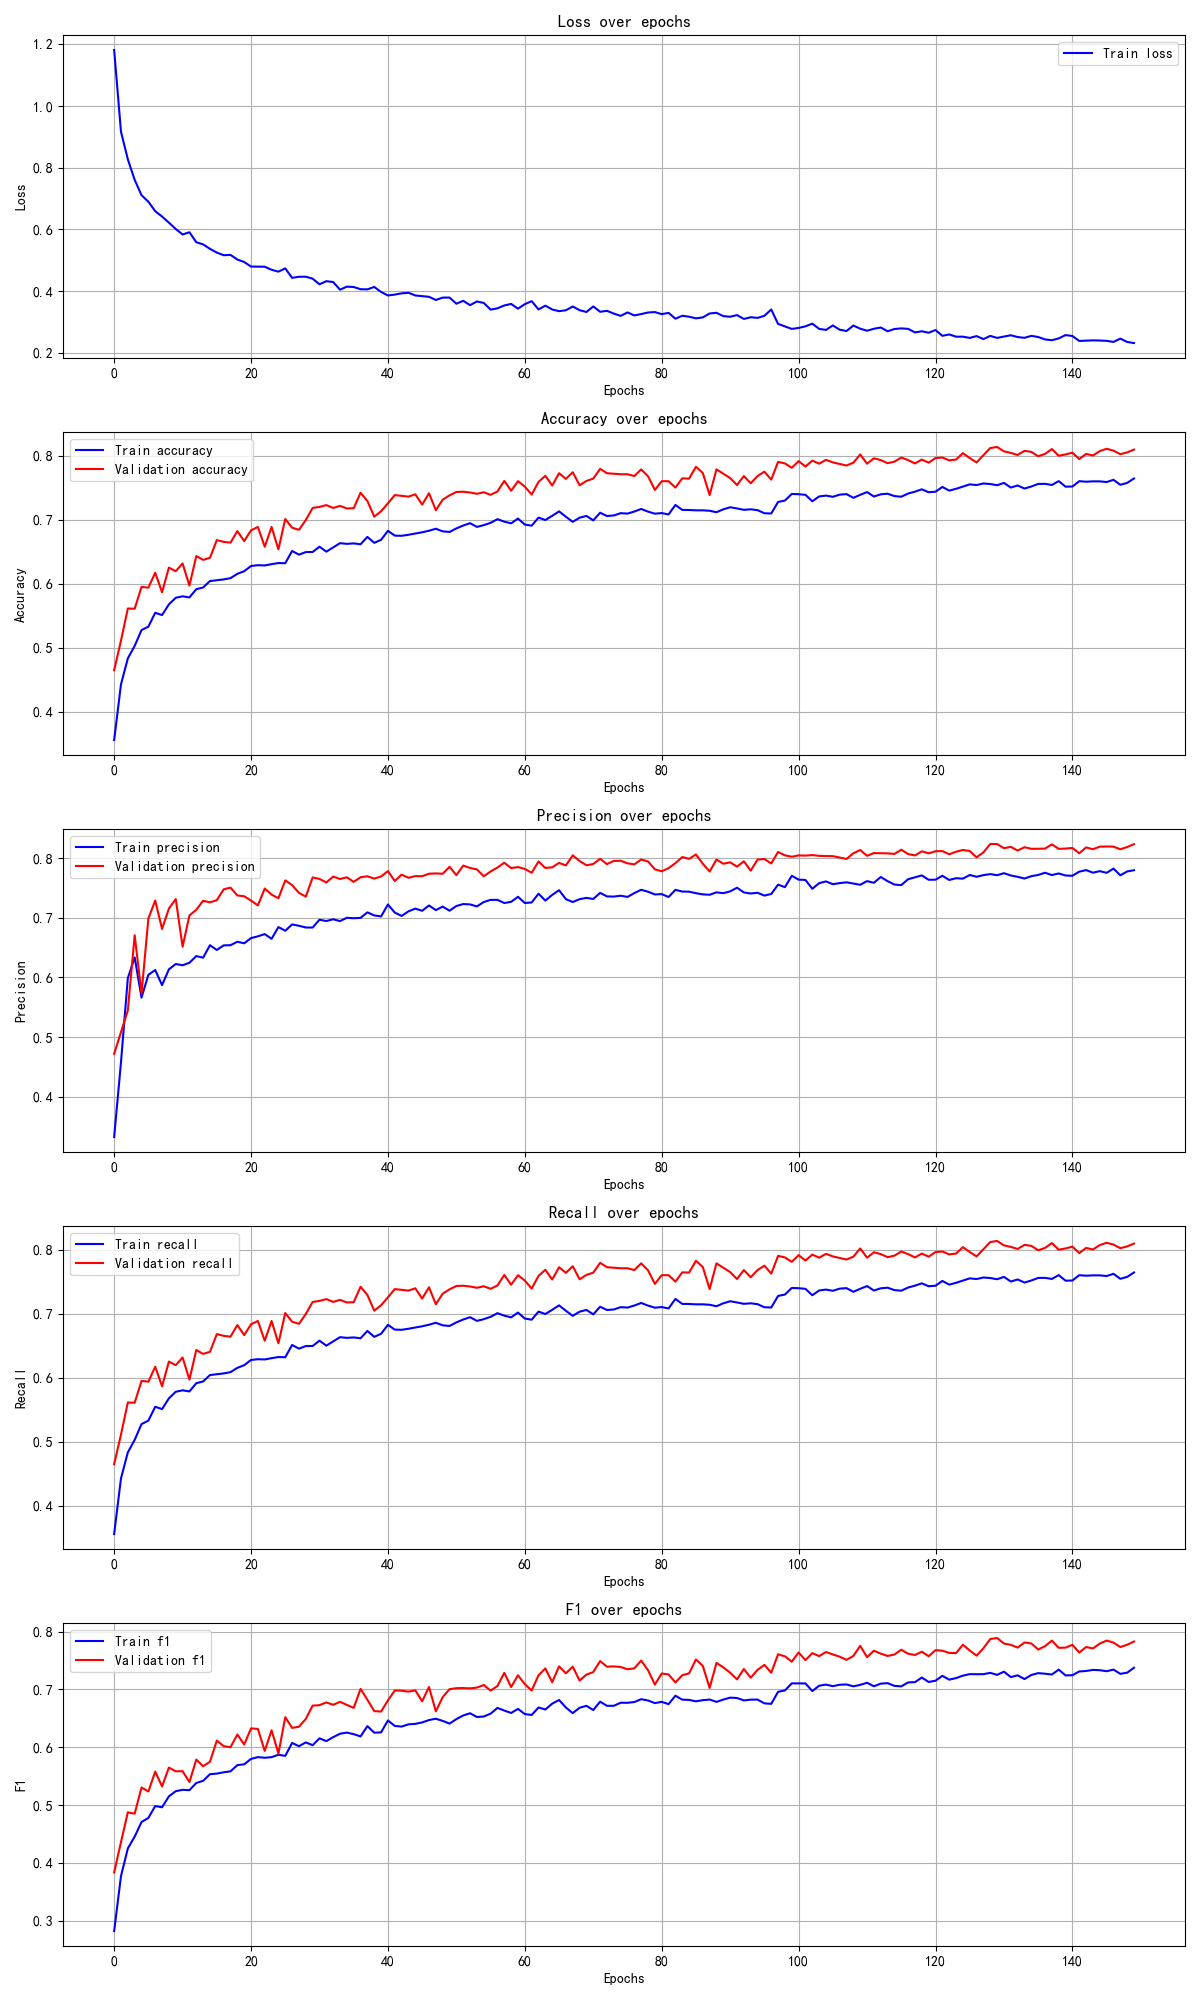 Loss over epochs
Train loss
1.2
1.0
0.8
0.6
0.4
0.2
Loss
0 20 40 60 80 100 120 140
Epochs
Accuracy over epochs
Train accuracy
Validation accuracy
0.8
0.7
0.6
0.5
0.4
Accuracy
0 20 40 60 80 100 120 140
Epochs
Precision over epochs
Train precision
Validation precision
0.8
0.7
0.6
0.5
0.4
Precision
0 20 40 60 80 100 120 140
Epochs
Recall over epochs
Train recall
Validation recall
0.8
0.7
0.6
0.5
0.4
Recall
0 20 40 60 80 100 120 140
Epochs
F1 over epochs
Train f1
Validation f1
0.8
0.7
0.6
0.5
0.4
0.3
F1
0 20 40 60 80 100 120 140
Epochs